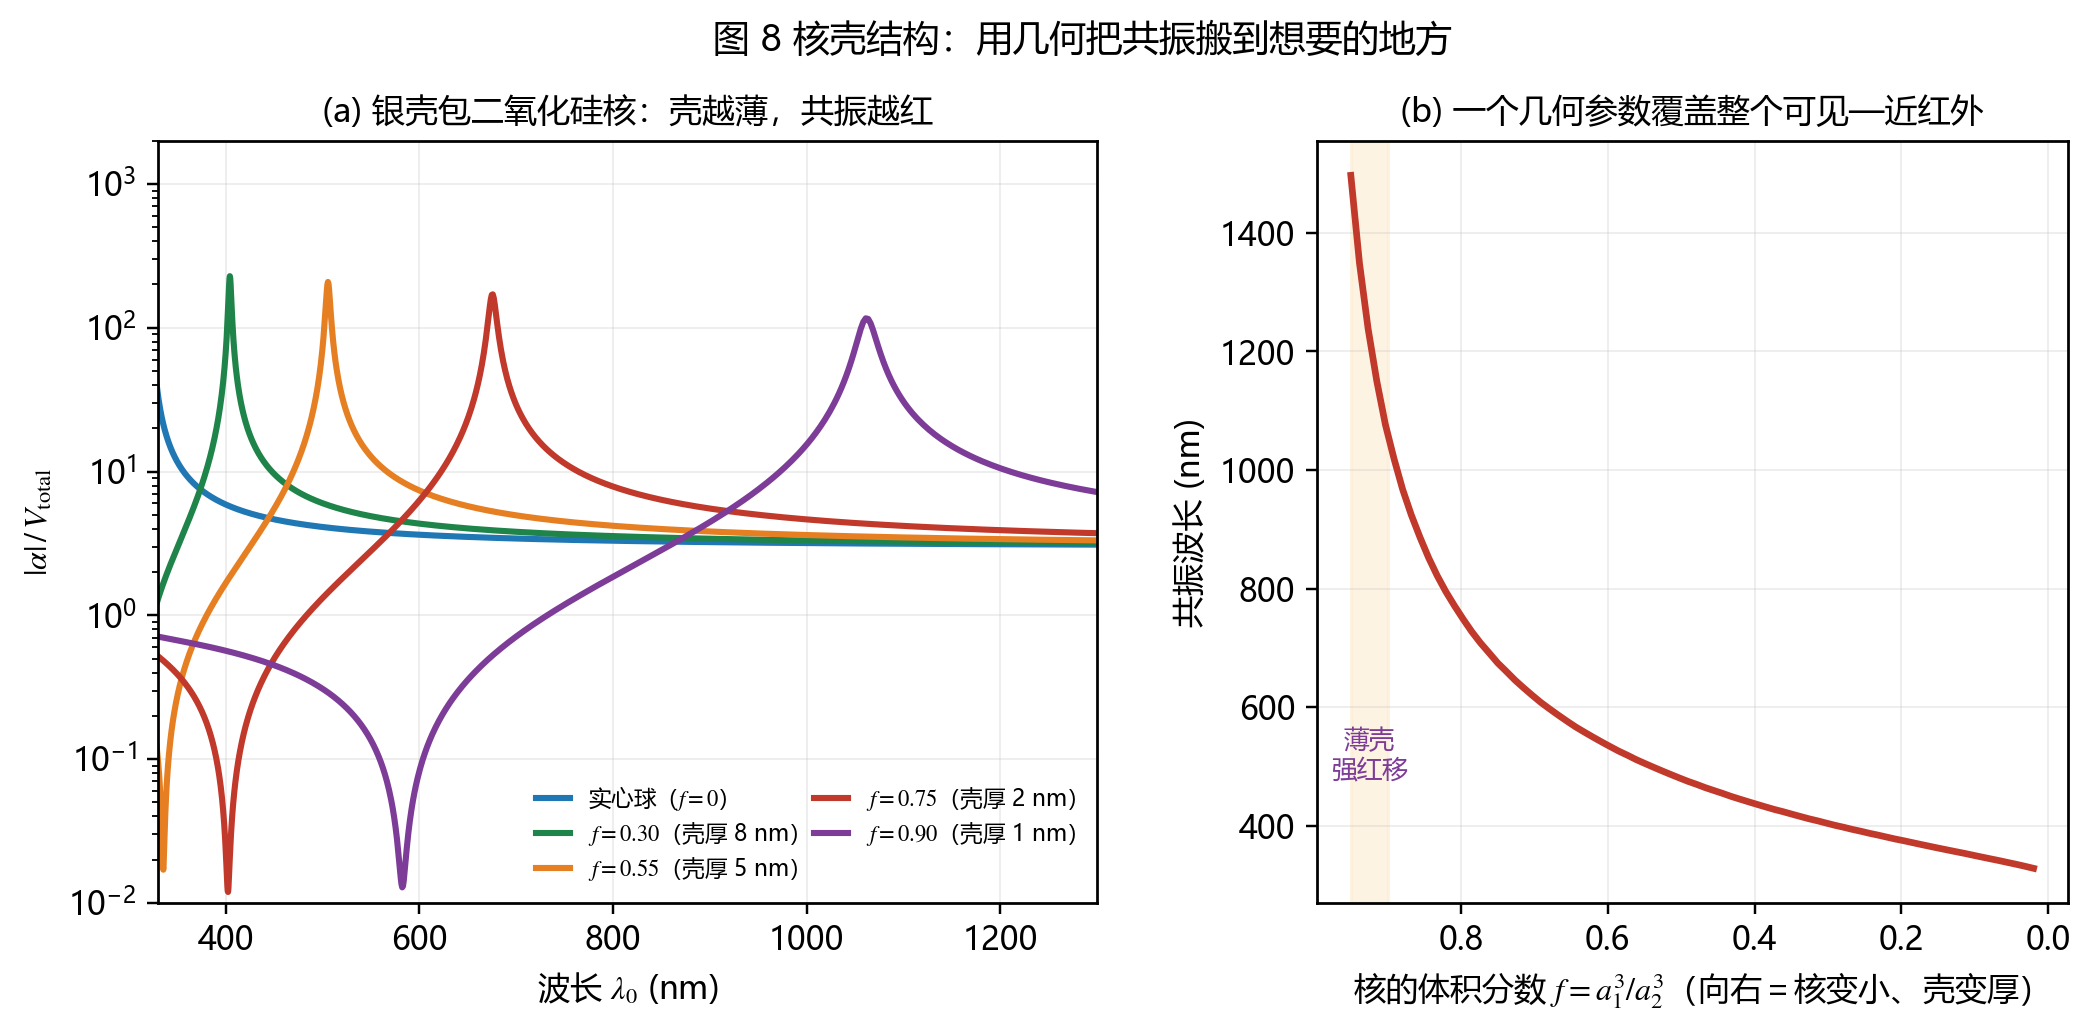 图 8 核壳结构：用几何把共振搬到想要的地方
(a) 银壳包二氧化硅核：壳越薄，共振越红
10³
10²
10¹
10⁰
10⁻¹
10⁻²
|α|/V_total
400 600 800 1000 1200
波长 λ₀ (nm)
实心球（f=0）
f=0.30（壳厚 8 nm）
f=0.55（壳厚 5 nm）
f=0.75（壳厚 2 nm）
f=0.90（壳厚 1 nm）
(b) 一个几何参数覆盖整个可见—近红外
1400
1200
1000
800
600
400
共振波长 (nm)
薄壳
强红移
0.8 0.6 0.4 0.2 0.0
核的体积分数 f=a₁³/a₂³（向右=核变小、壳变厚）